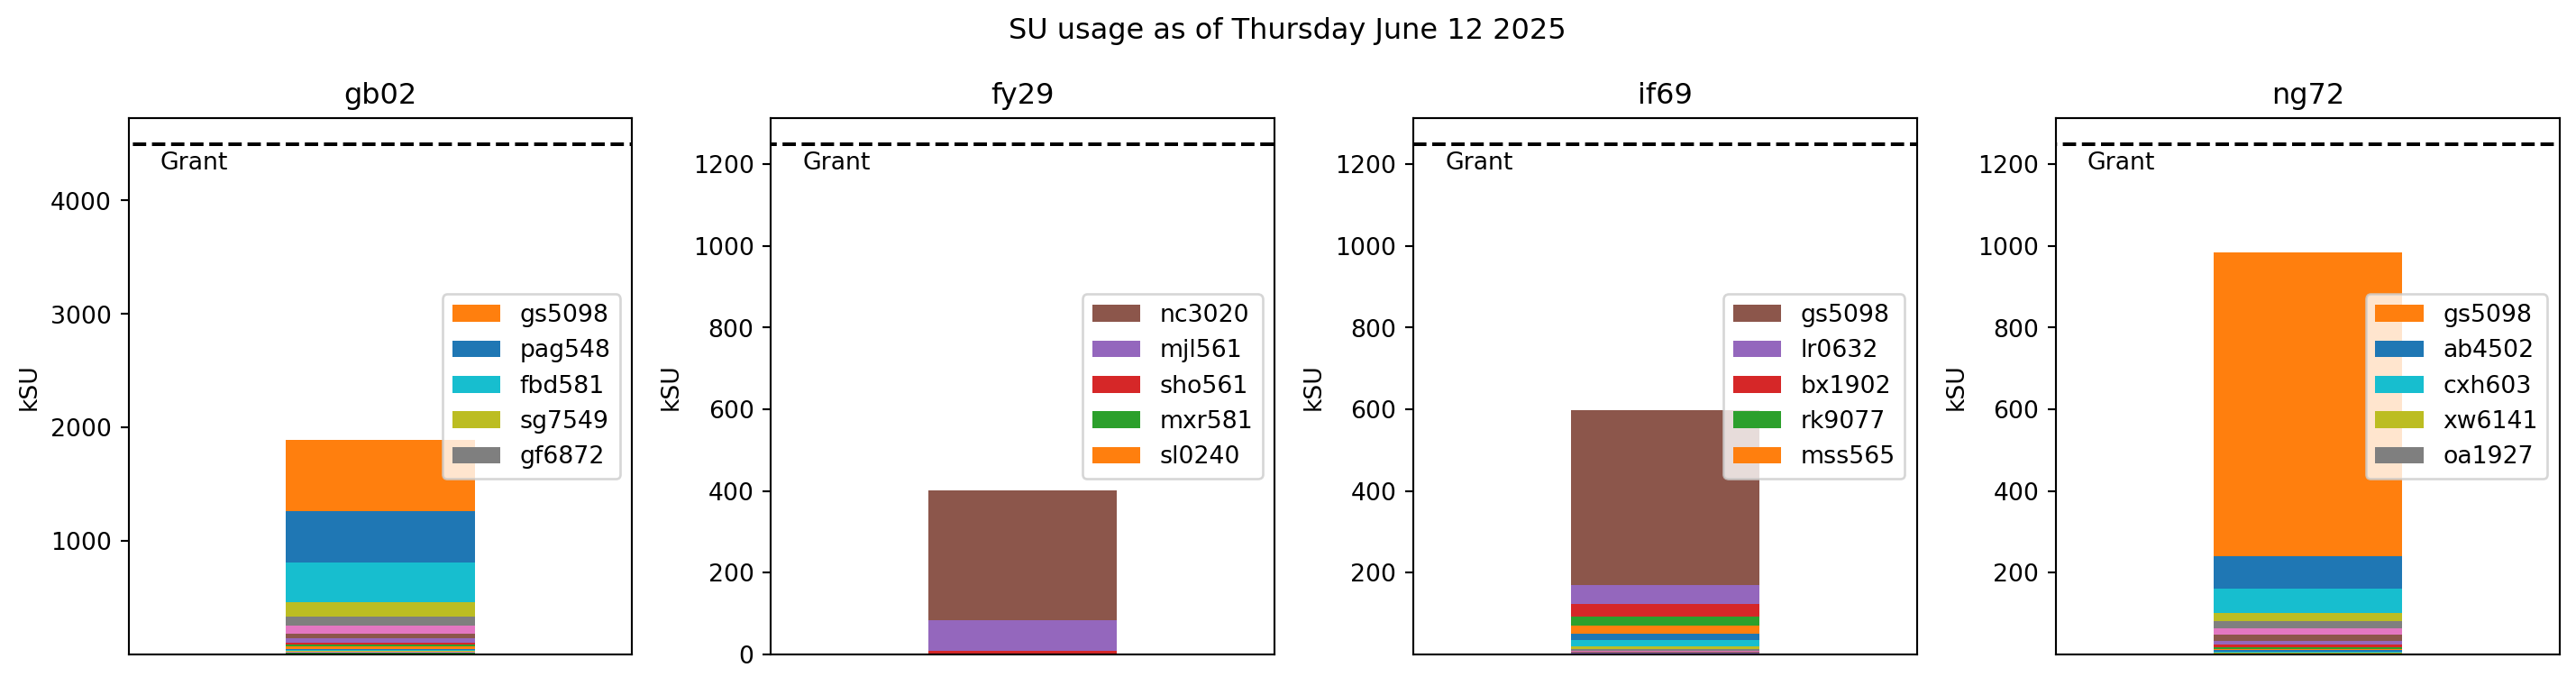 SU usage as of Thursday June 12 2025
gb02
Grant
4000
3000
2000
1000
kSU
gs5098
pag548
fbd581
sg7549
gf6872
fy29
Grant
1200
1000
800
600
400
200
0
kSU
nc3020
mjl561
sho561
mxr581
sl0240
if69
Grant
1200
1000
800
600
400
200
kSU
gs5098
lr0632
bx1902
rk9077
mss565
ng72
Grant
1200
1000
800
600
400
200
kSU
gs5098
ab4502
cxh603
xw6141
oa1927